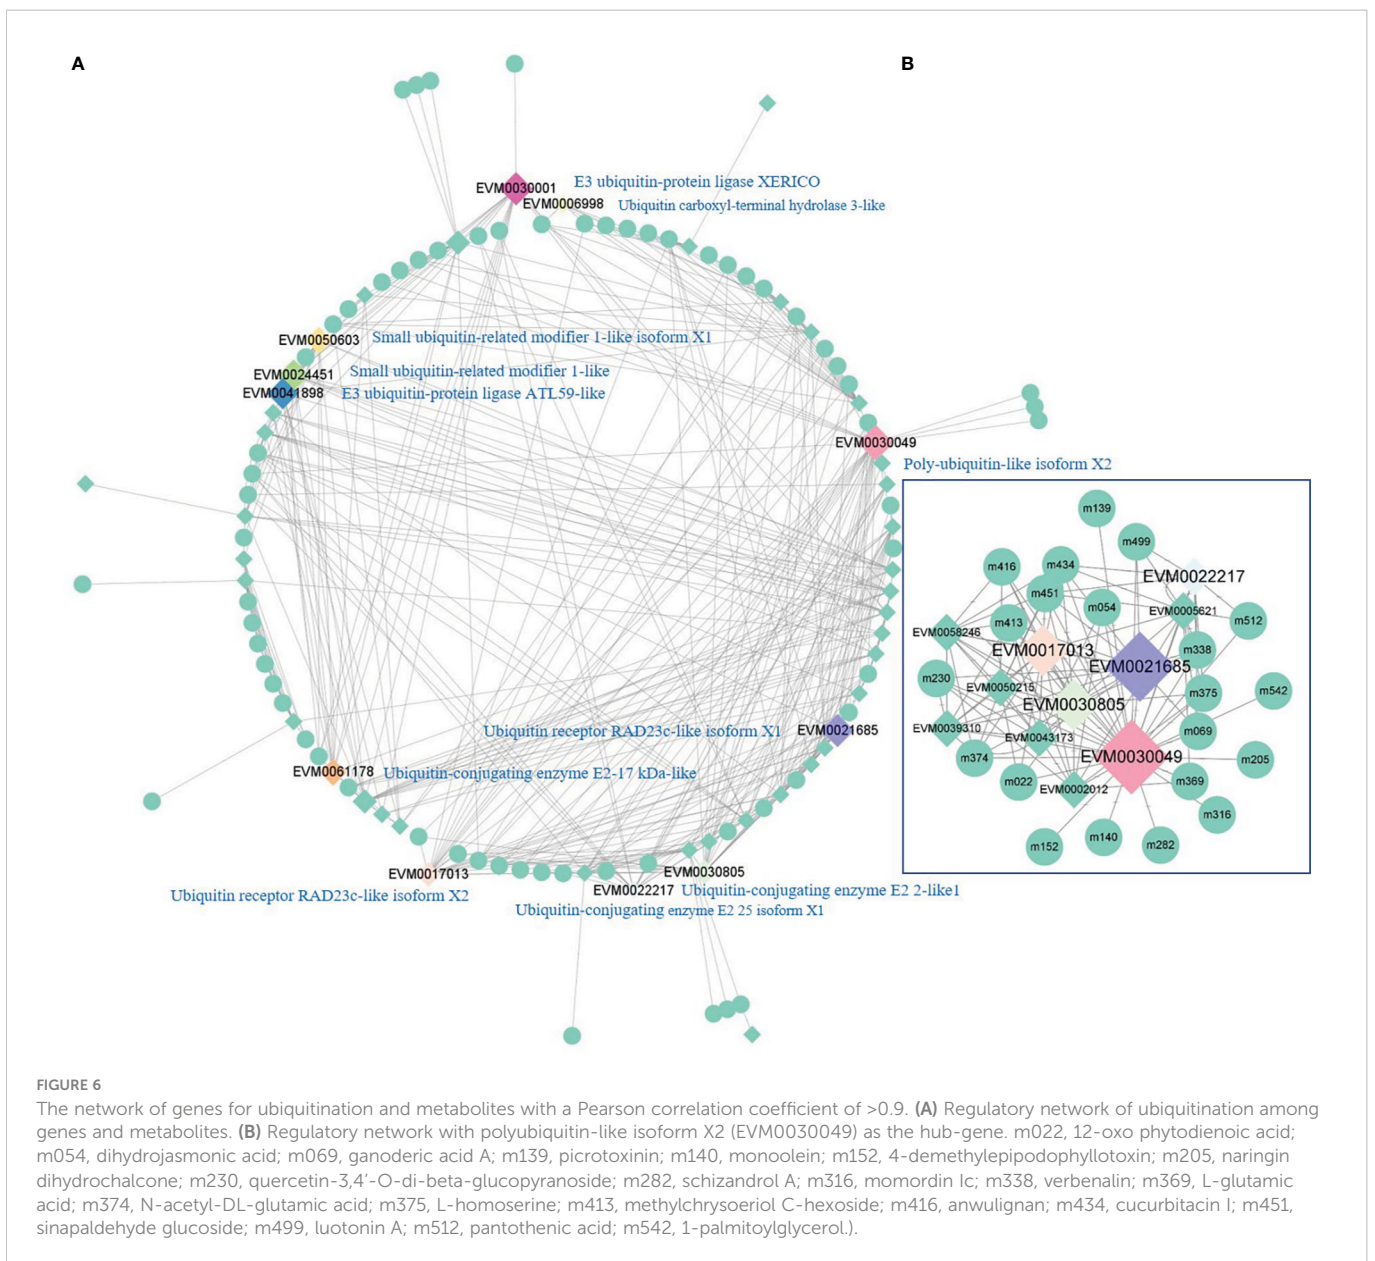 A
B
EVM0030001
E3 ubiquitin-protein ligase XERICO
EVM0006998
Ubiquitin carboxyl-terminal hydrolase 3-like
EVM0050603
Small ubiquitin-related modifier 1-like isoform X1
EVM0024451
Small ubiquitin-related modifier 1-like
EVM0041898
E3 ubiquitin-protein ligase ATL59-like
EVM0030049
Poly-ubiquitin-like isoform X2
Ubiquitin receptor RAD23c-like isoform X1
EVM0021685
EVM0061178
Ubiquitin-conjugating enzyme E2-17 kDa-like
EVM0017013
Ubiquitin receptor RAD23c-like isoform X2
EVM0030805
EVM0022217
Ubiquitin-conjugating enzyme E2 2-like1
Ubiquitin-conjugating enzyme E2 25 isoform X1
m139
m499
m416
m434
EVM0022217
m451
m054
EVM0005621
m512
m413
EVM0058246
m338
EVM0017013
EVM0021685
m230
EVM0050215
m375
m542
EVM0030805
EVM0039310
EVM0043173
m069
m374
EVM0030049
m205
m022
EVM0002012
m369
m316
m152
m140
m282
FIGURE 6
The network of genes for ubiquitination and metabolites with a Pearson correlation coefficient of >0.9. (A) Regulatory network of ubiquitination among
genes and metabolites. (B) Regulatory network with polyubiquitin-like isoform X2 (EVM0030049) as the hub-gene. m022, 12-oxo phytodienoic acid;
m054, dihydrojasmonic acid; m069, ganoderic acid A; m139, picrotoxinin; m140, monoolein; m152, 4-demethylepipodophyllotoxin; m205, naringin
dihydrochalcone; m230, quercetin-3,4’-O-di-beta-glucopyranoside; m282, schizandrol A; m316, momordin Ic; m338, verbenalin; m369, L-glutamic
acid; m374, N-acetyl-DL-glutamic acid; m375, L-homoserine; m413, methylchrysoeriol C-hexoside; m416, anwulignan; m434, cucurbitacin I; m451,
sinapaldehyde glucoside; m499, luotonin A; m512, pantothenic acid; m542, 1-palmitoylglycerol.).